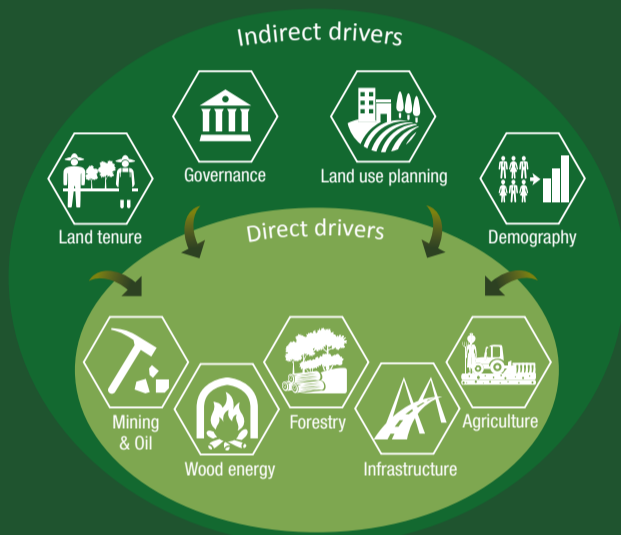 Indirect drivers
Governance
Land use planning
Land tenure
Demography
Direct drivers
Mining
& Oil
Wood energy
Forestry
Infrastructure
Agriculture